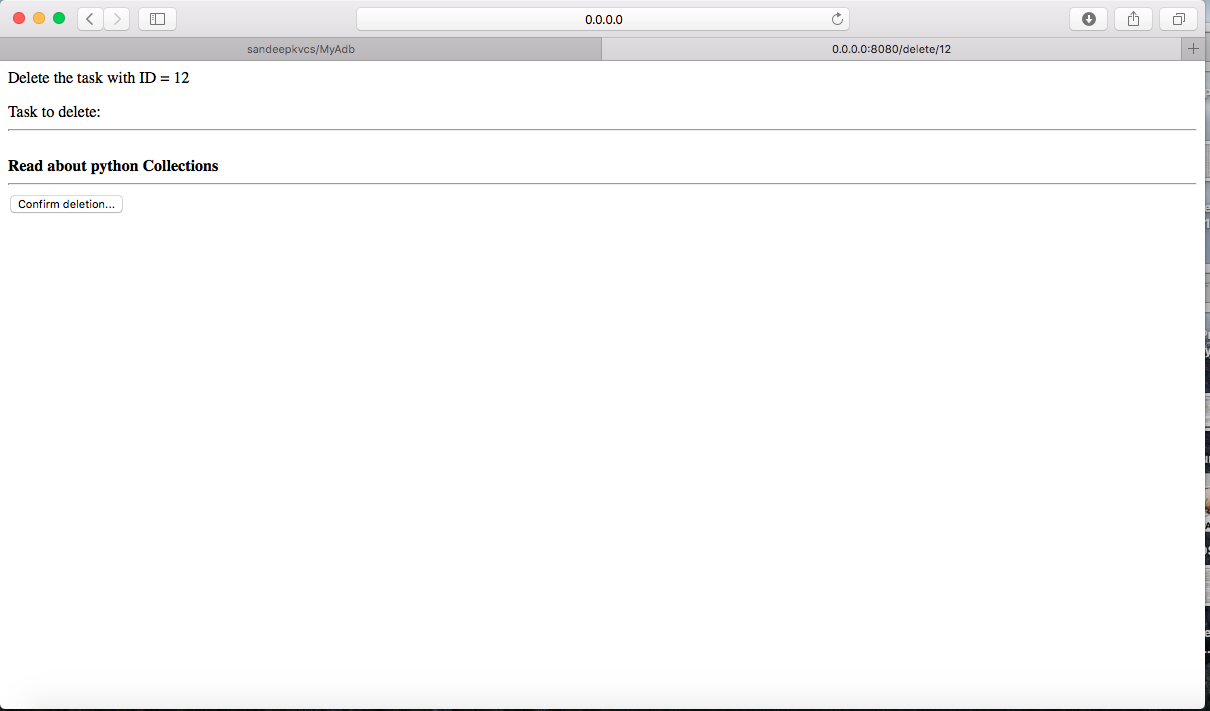 0.0.0.0
sandeepkvcs/MyAdb
0.0.0.0:8080/delete/12
Delete the task with ID = 12
Task to delete:
Read about python Collections
Confirm deletion...